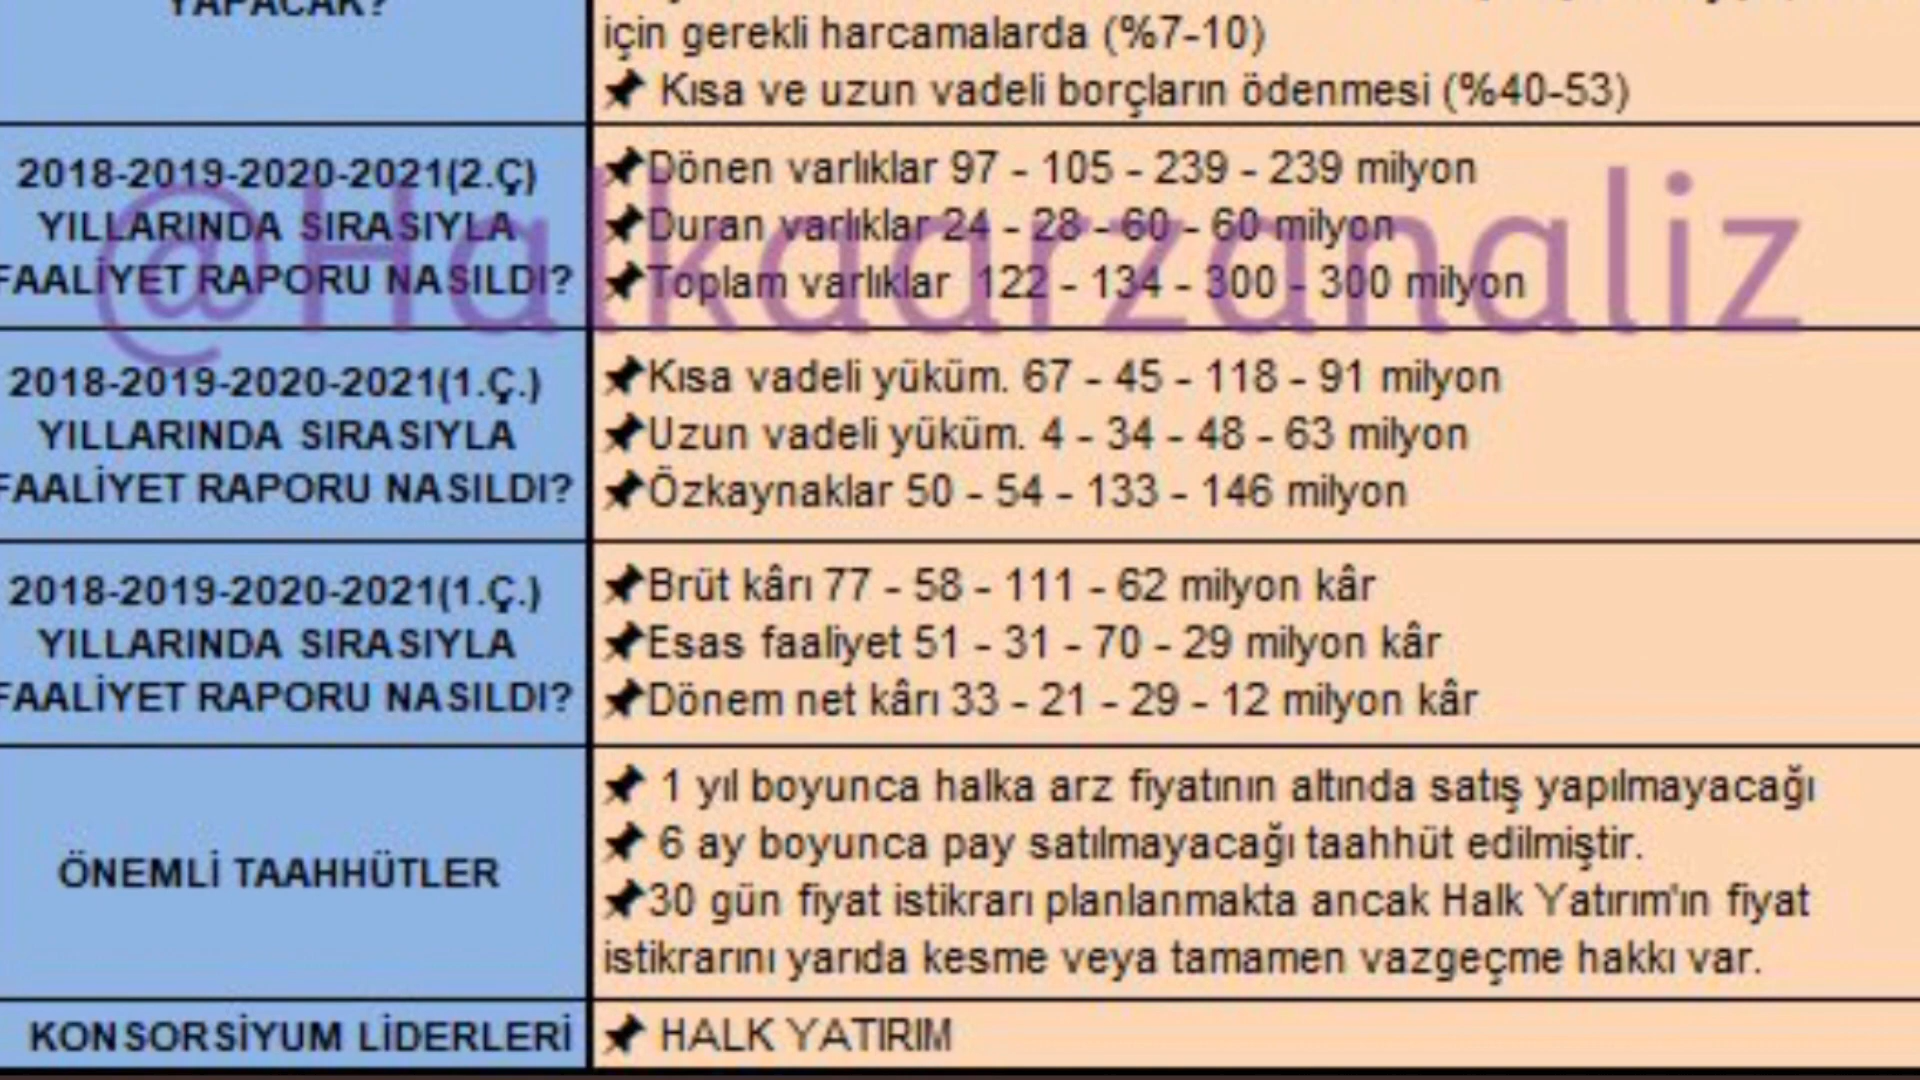 YAPACAK?
için gerekli harcamalarda (%7-10)
Kısa ve uzun vadeli borçların ödenmesi (%40-53)
2018-2019-2020-2021(2.Ç)
YILLARINDA SIRASIYLA
FAALİYET RAPORU NASILDI?
Dönen varlıklar 97 - 105 - 239 - 239 milyon
Duran varlıklar 24 - 28 - 60 - 60 milyon
Toplam varlıklar 122 - 134 - 300 - 300 milyon
@Halkaarzanaliz
2018-2019-2020-2021(1.Ç.)
YILLARINDA SIRASIYLA
FAALİYET RAPORU NASILDI?
Kısa vadeli yüküm. 67 - 45 - 118 - 91 milyon
Uzun vadeli yüküm. 4 - 34 - 48 - 63 milyon
Özkaynaklar 50 - 54 - 133 - 146 milyon
2018-2019-2020-2021(1.Ç.)
YILLARINDA SIRASIYLA
FAALİYET RAPORU NASILDI?
Brüt kârı 77 - 58 - 111 - 62 milyon kâr
Esas faaliyet 51 - 31 - 70 - 29 milyon kâr
Dönem net kârı 33 - 21 - 29 - 12 milyon kâr
ÖNEMLİ TAAHHÜTLER
1 yıl boyunca halka arz fiyatının altında satış yapılmayacağı
6 ay boyunca pay satılmayacağı taahhüt edilmiştir.
30 gün fiyat istikrarı planlanmakta ancak Halk Yatırım'ın fiyat
istikrarını yarıda kesme veya tamamen vazgeçme hakkı var.
KONSORSİYUM LİDERLERİ
HALK YATIRIM